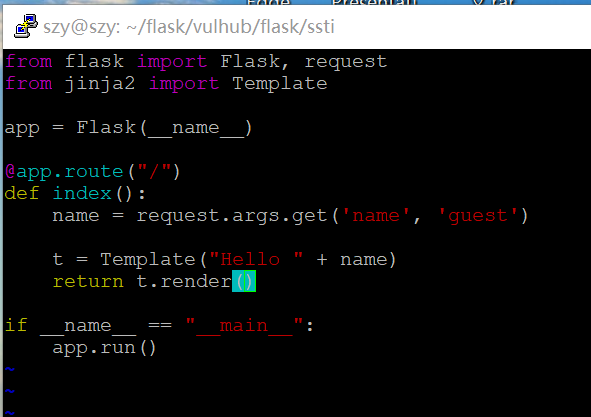 szy@szy: ~/flask/vulhub/flask/ssti
from flask import Flask, request
from jinja2 import Template
app = Flask(__name__)
@app.route("/")
def index():
    name = request.args.get('name', 'guest')
    t = Template("Hello " + name)
    return t.render()
if __name__ == "__main__":
    app.run()
~
~
~